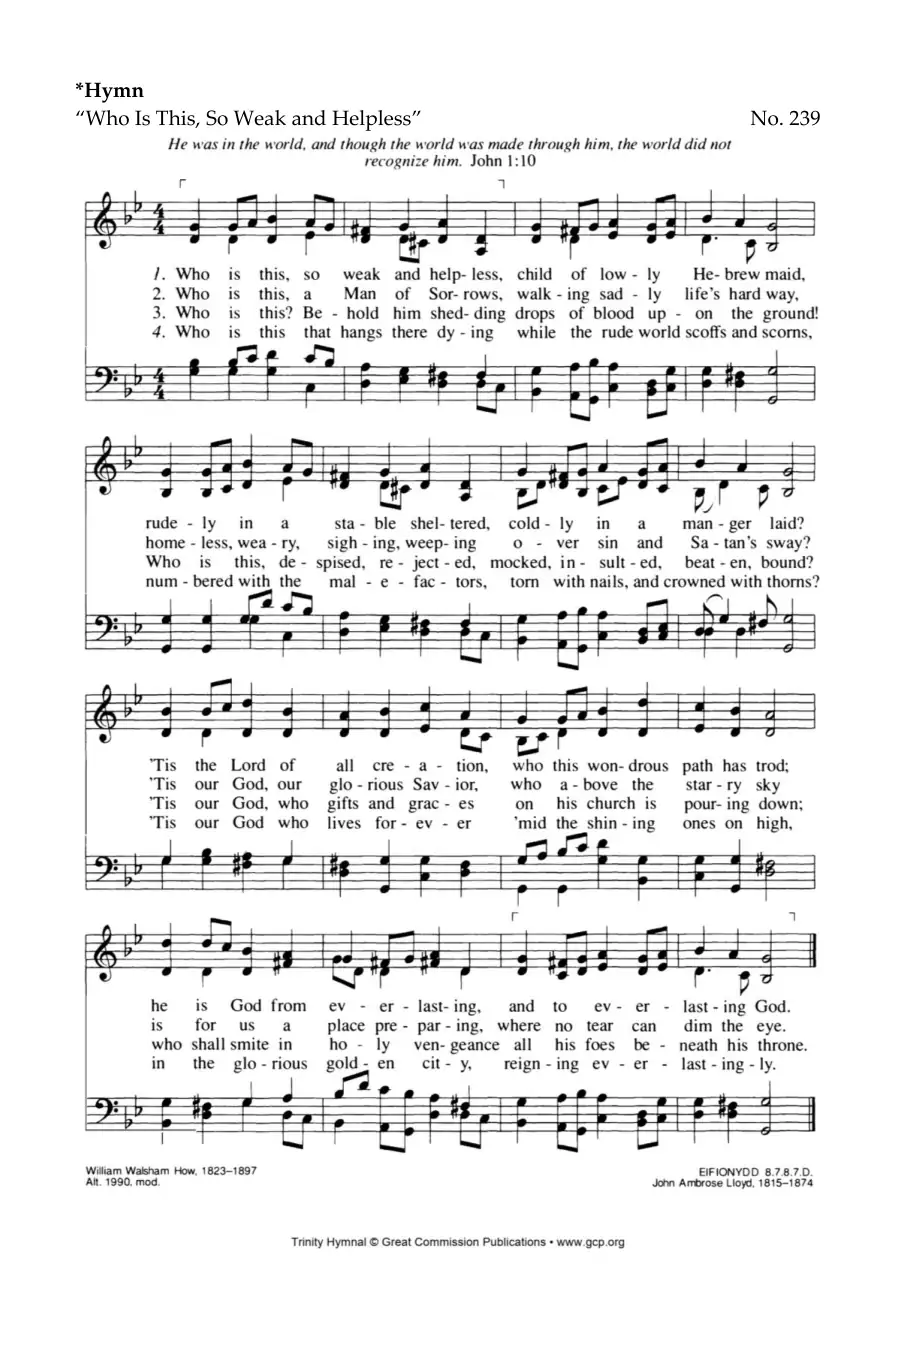 *Hymn
“Who Is This, So Weak and Helpless” No. 239
He was in the world, and though the world was made through him, the world did not
recognize him. John 1:10
1. Who is this, so weak and help- less, child of low - ly He- brew maid,
2. Who is this, a Man of Sor- rows, walk - ing sad - ly life’s hard way,
3. Who is this? Be - hold him shed- ding drops of blood up - on the ground!
4. Who is this that hangs there dy - ing while the rude world scoffs and scorns,
rude - ly in a sta - ble shel- tered, cold - ly in a man - ger laid?
home - less, wea - ry, sigh - ing, weep- ing o - ver sin and Sa - tan’s sway?
Who is this, de - spised, re - ject - ed, mocked, in - sult - ed, beat - en, bound?
num - bered with the mal - e - fac - tors, torn with nails, and crowned with thorns?
’Tis the Lord of all cre - a - tion, who this won- drous path has trod;
’Tis our God, our glo - rious Sav - ior, who a - bove the star - ry sky
’Tis our God, who gifts and grac - es on his church is pour- ing down;
’Tis our God who lives for - ev - er ’mid the shin - ing ones on high,
he is God from ev - er - last- ing, and to ev - er - last - ing God.
is for us a place pre - par - ing, where no tear can dim the eye.
who shall smite in ho - ly ven- geance all his foes be - neath his throne.
in the glo - rious gold - en cit - y, reign - ing ev - er - last - ing - ly.
William Walsham How, 1823–1897 EIFIONYDD 8.7.8.7.D.
Alt. 1990, mod. John Ambrose Lloyd, 1815–1874
Trinity Hymnal © Great Commission Publications • www.gcp.org